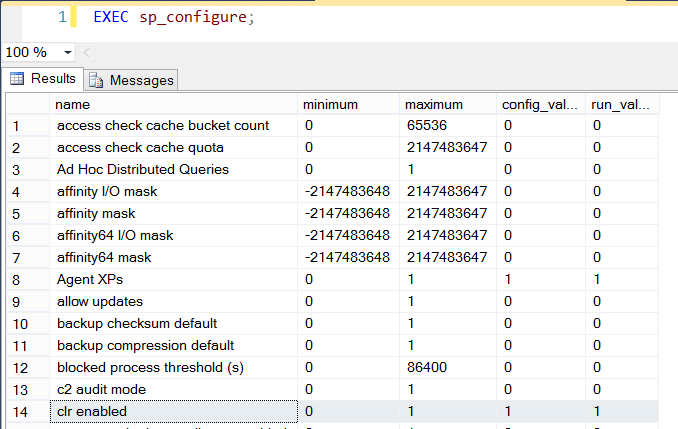 1 EXEC sp_configure;
100 %
Results Messages
name minimum maximum config_val... run_val...
1 access check cache bucket count 0 65536 0 0
2 access check cache quota 0 2147483647 0 0
3 Ad Hoc Distributed Queries 0 1 0 0
4 affinity I/O mask -2147483648 2147483647 0 0
5 affinity mask -2147483648 2147483647 0 0
6 affinity64 I/O mask -2147483648 2147483647 0 0
7 affinity64 mask -2147483648 2147483647 0 0
8 Agent XPs 0 1 1 1
9 allow updates 0 1 0 0
10 backup checksum default 0 1 0 0
11 backup compression default 0 1 0 0
12 blocked process threshold (s) 0 86400 0 0
13 c2 audit mode 0 1 0 0
14 clr enabled 0 1 1 1